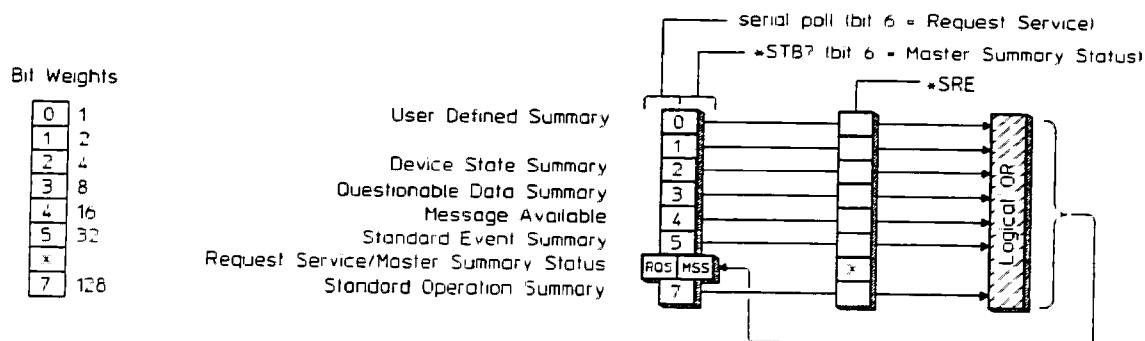 serial poll (bit 6 = Request Service)
*STB? (bit 6 = Master Summary Status)
*SRE
Bit Weights
0 1
1 2
2 4
3 8
4 16
5 32
*
7 128
User Defined Summary
Device State Summary
Questionable Data Summary
Message Available
Standard Event Summary
Request Service/Master Summary Status
Standard Operation Summary
0
1
2
3
4
5
RQS MSS
7
*
Logical OR